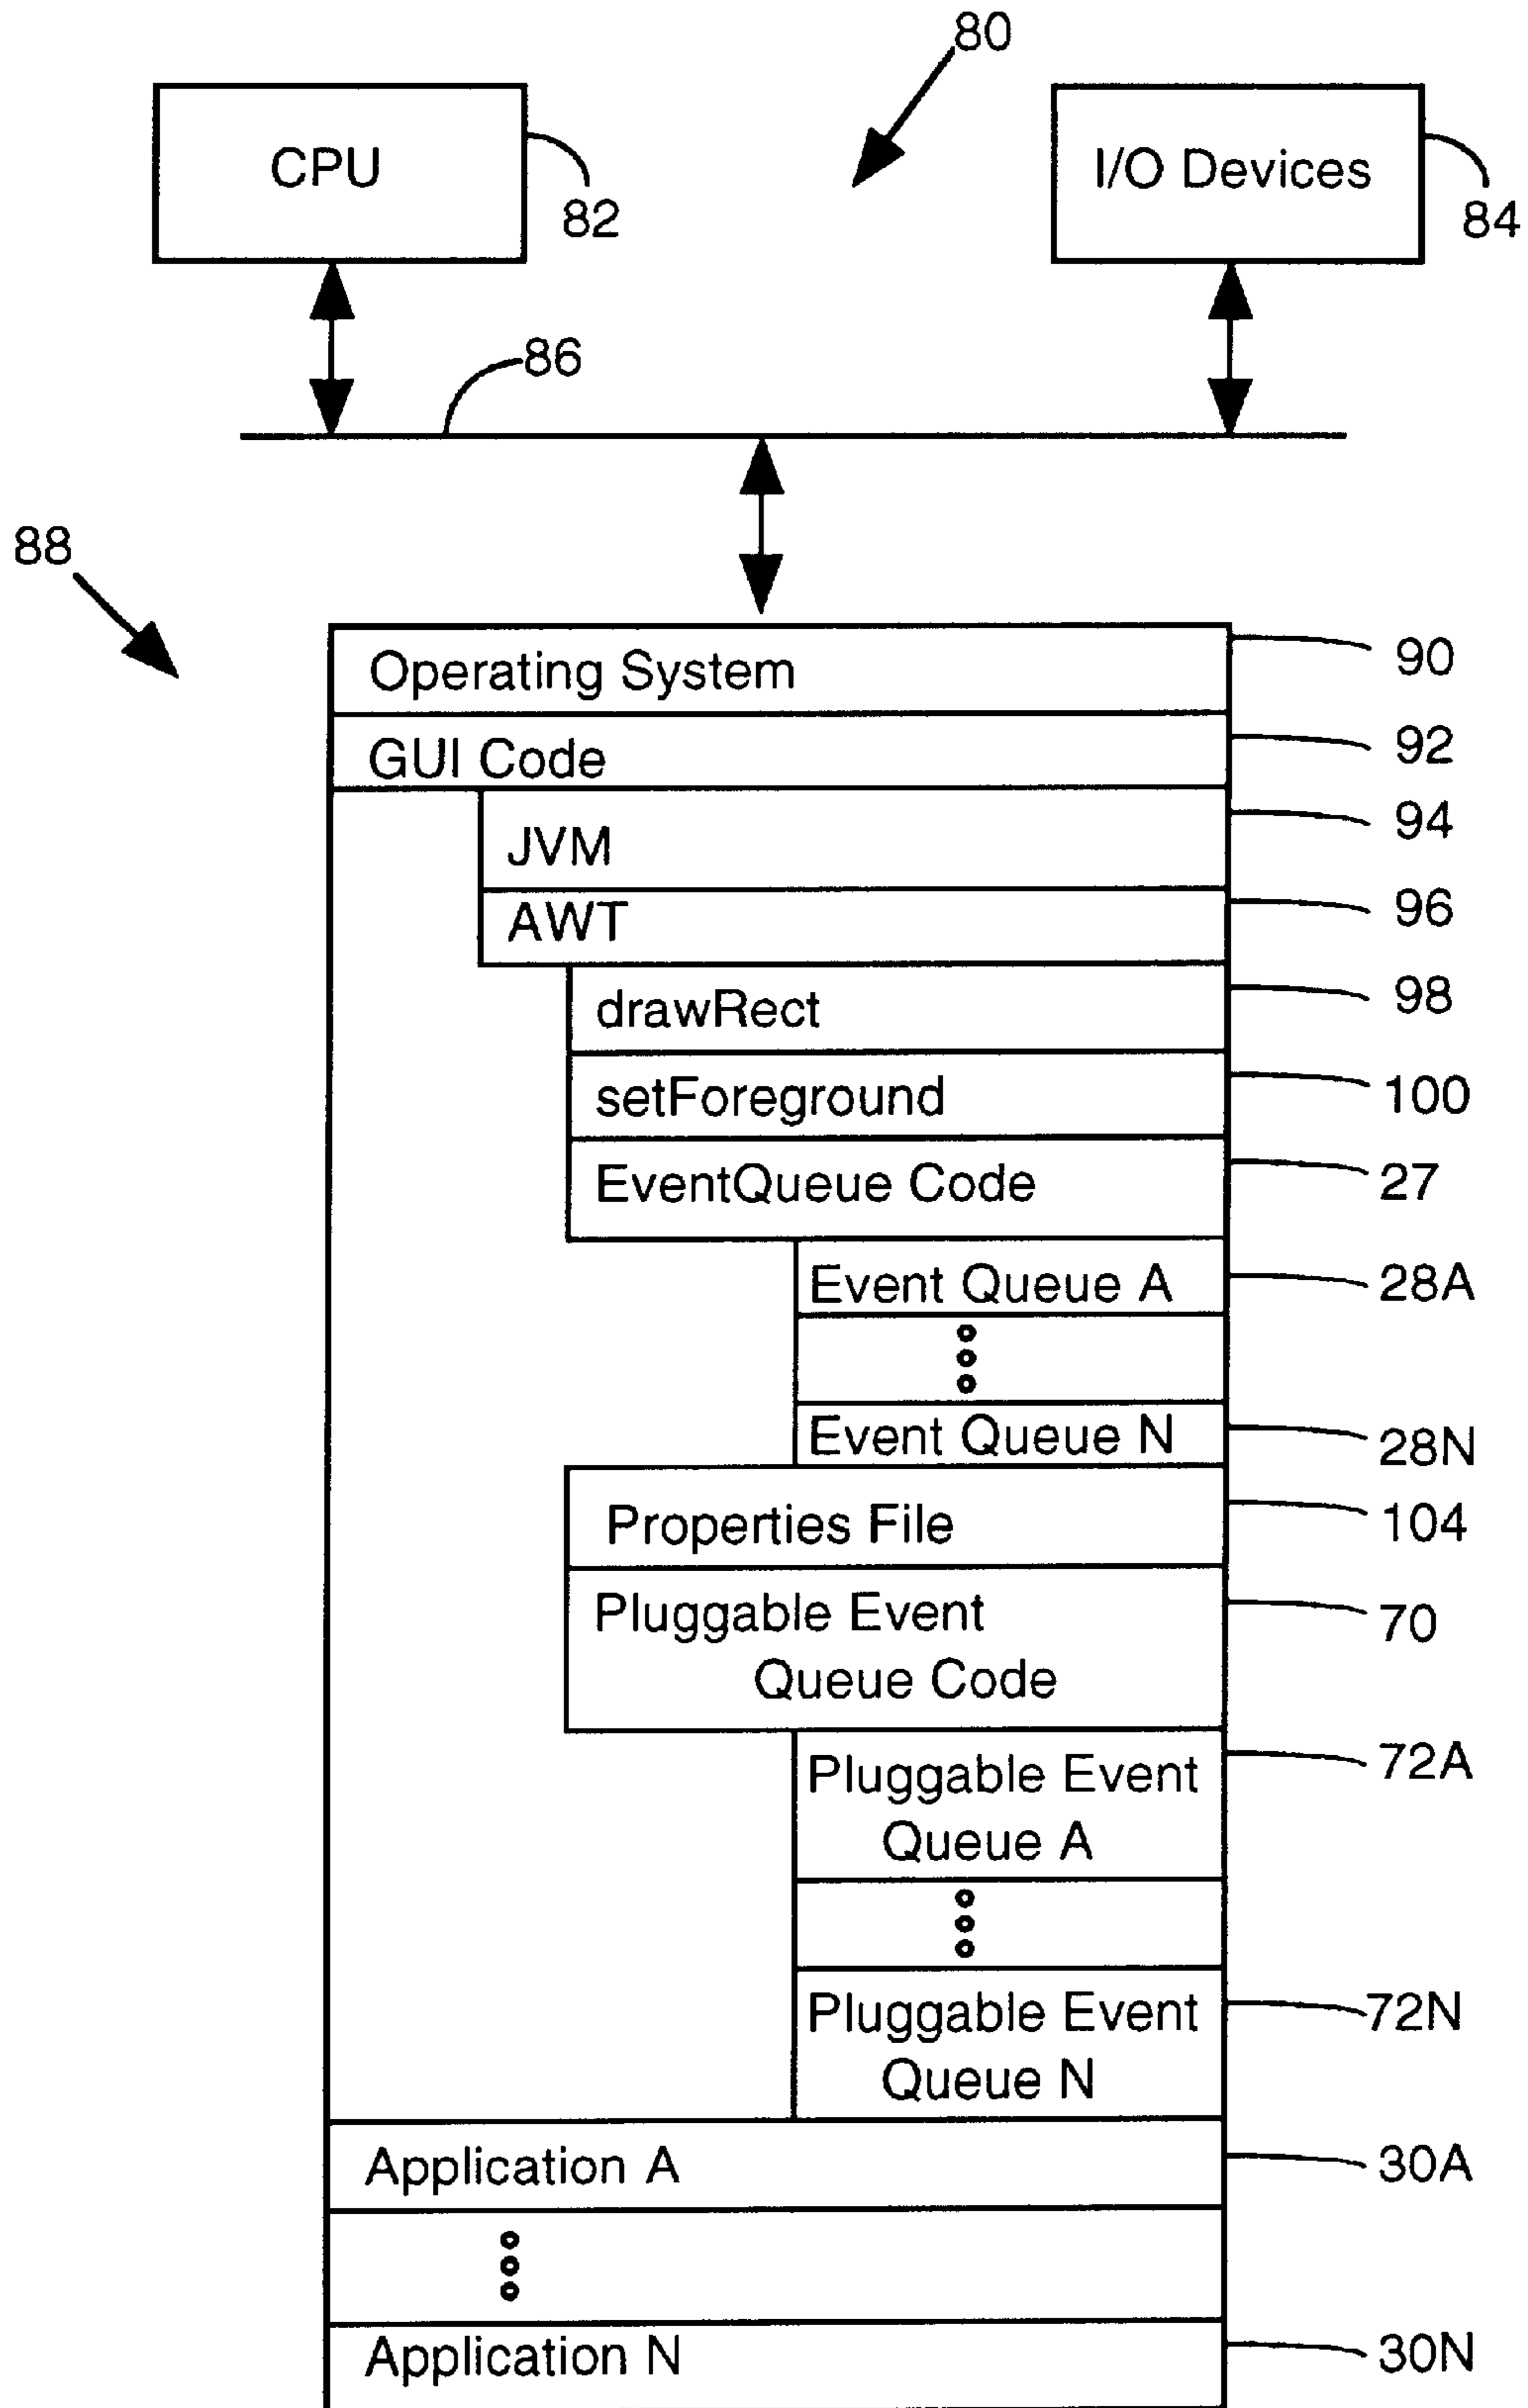 80
CPU
I/O Devices
82
84
86
88
Operating System
90
GUI Code
92
JVM
94
AWT
96
drawRect
98
setForeground
100
EventQueue Code
27
Event Queue A
28A
Event Queue N
28N
Properties File
104
Pluggable Event
Queue Code
70
Pluggable Event
Queue A
72A
Pluggable Event
Queue N
72N
Application A
30A
Application N
30N